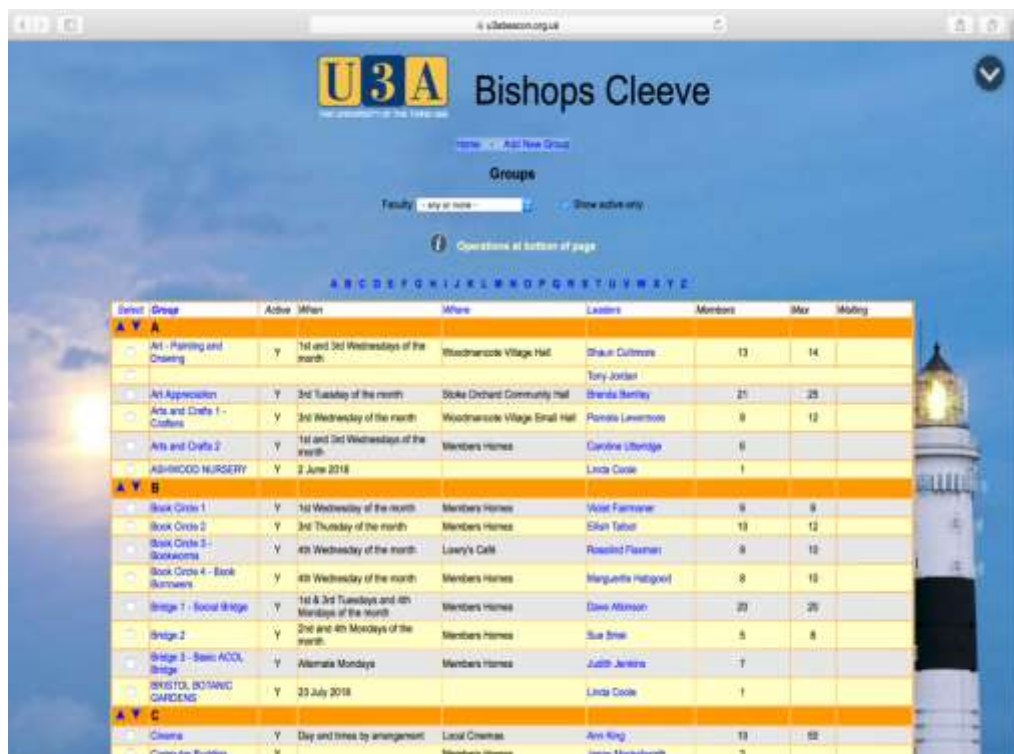 u3abeacon.org.uk
U3A Bishops Cleeve
THE UNIVERSITY OF THE THIRD AGE
Home - Add New Group
Groups
Faculty - any or none - Show active only
i Operations at bottom of page
A B C D E F G H I J K L M N O P Q R S T U V W X Y Z
Select Group Active When Where Leaders Members Max Waiting
A
Art - Painting and Drawing Y 1st and 3rd Wednesdays of the month Woodmancote Village Hall Shaun Cullimore 13 14
Tony Jordan
Art Appreciation Y 3rd Tuesday of the month Stoke Orchard Community Hall Brenda Bentley 21 25
Arts and Crafts 1 - Crafters Y 3rd Wednesday of the month Woodmancote Village Small Hall Pamela 9 12
Arts and Crafts 2 Y 1st and 3rd Wednesdays of the month Members Homes Caroline Utteridge 6
ASHWOOD NURSERY Y 2 June 2018 Linda Coole 1
B
Book Circle 1 Y 1st Wednesday of the month Members Homes Violet 9 9
Book Circle 2 Y 3rd Thursday of the month Members Homes Eilish Talbot 10 12
Book Circle 3 - Bookworms Y 4th Wednesday of the month Lowry's Café Rosalind Flaxman 9 10
Book Circle 4 - Book Borrowers Y 4th Wednesday of the month Members Homes Marguerite Habgood 8 10
Bridge 1 - Social Bridge Y 1st & 3rd Tuesdays and 4th Mondays of the month Members Homes Dave Atkinson 20 20
Bridge 2 Y 2nd and 4th Mondays of the month Members Homes Sue 5 8
Bridge 3 - Basic ACOL Bridge Y Alternate Mondays Members Homes Judith Jenkins 7
BRISTOL BOTANIC GARDENS Y 23 July 2018 Linda Coole 1
C
Cinema Y Day and times by arrangement Local Cinemas Ann King 19
Computer Y Members Homes 2